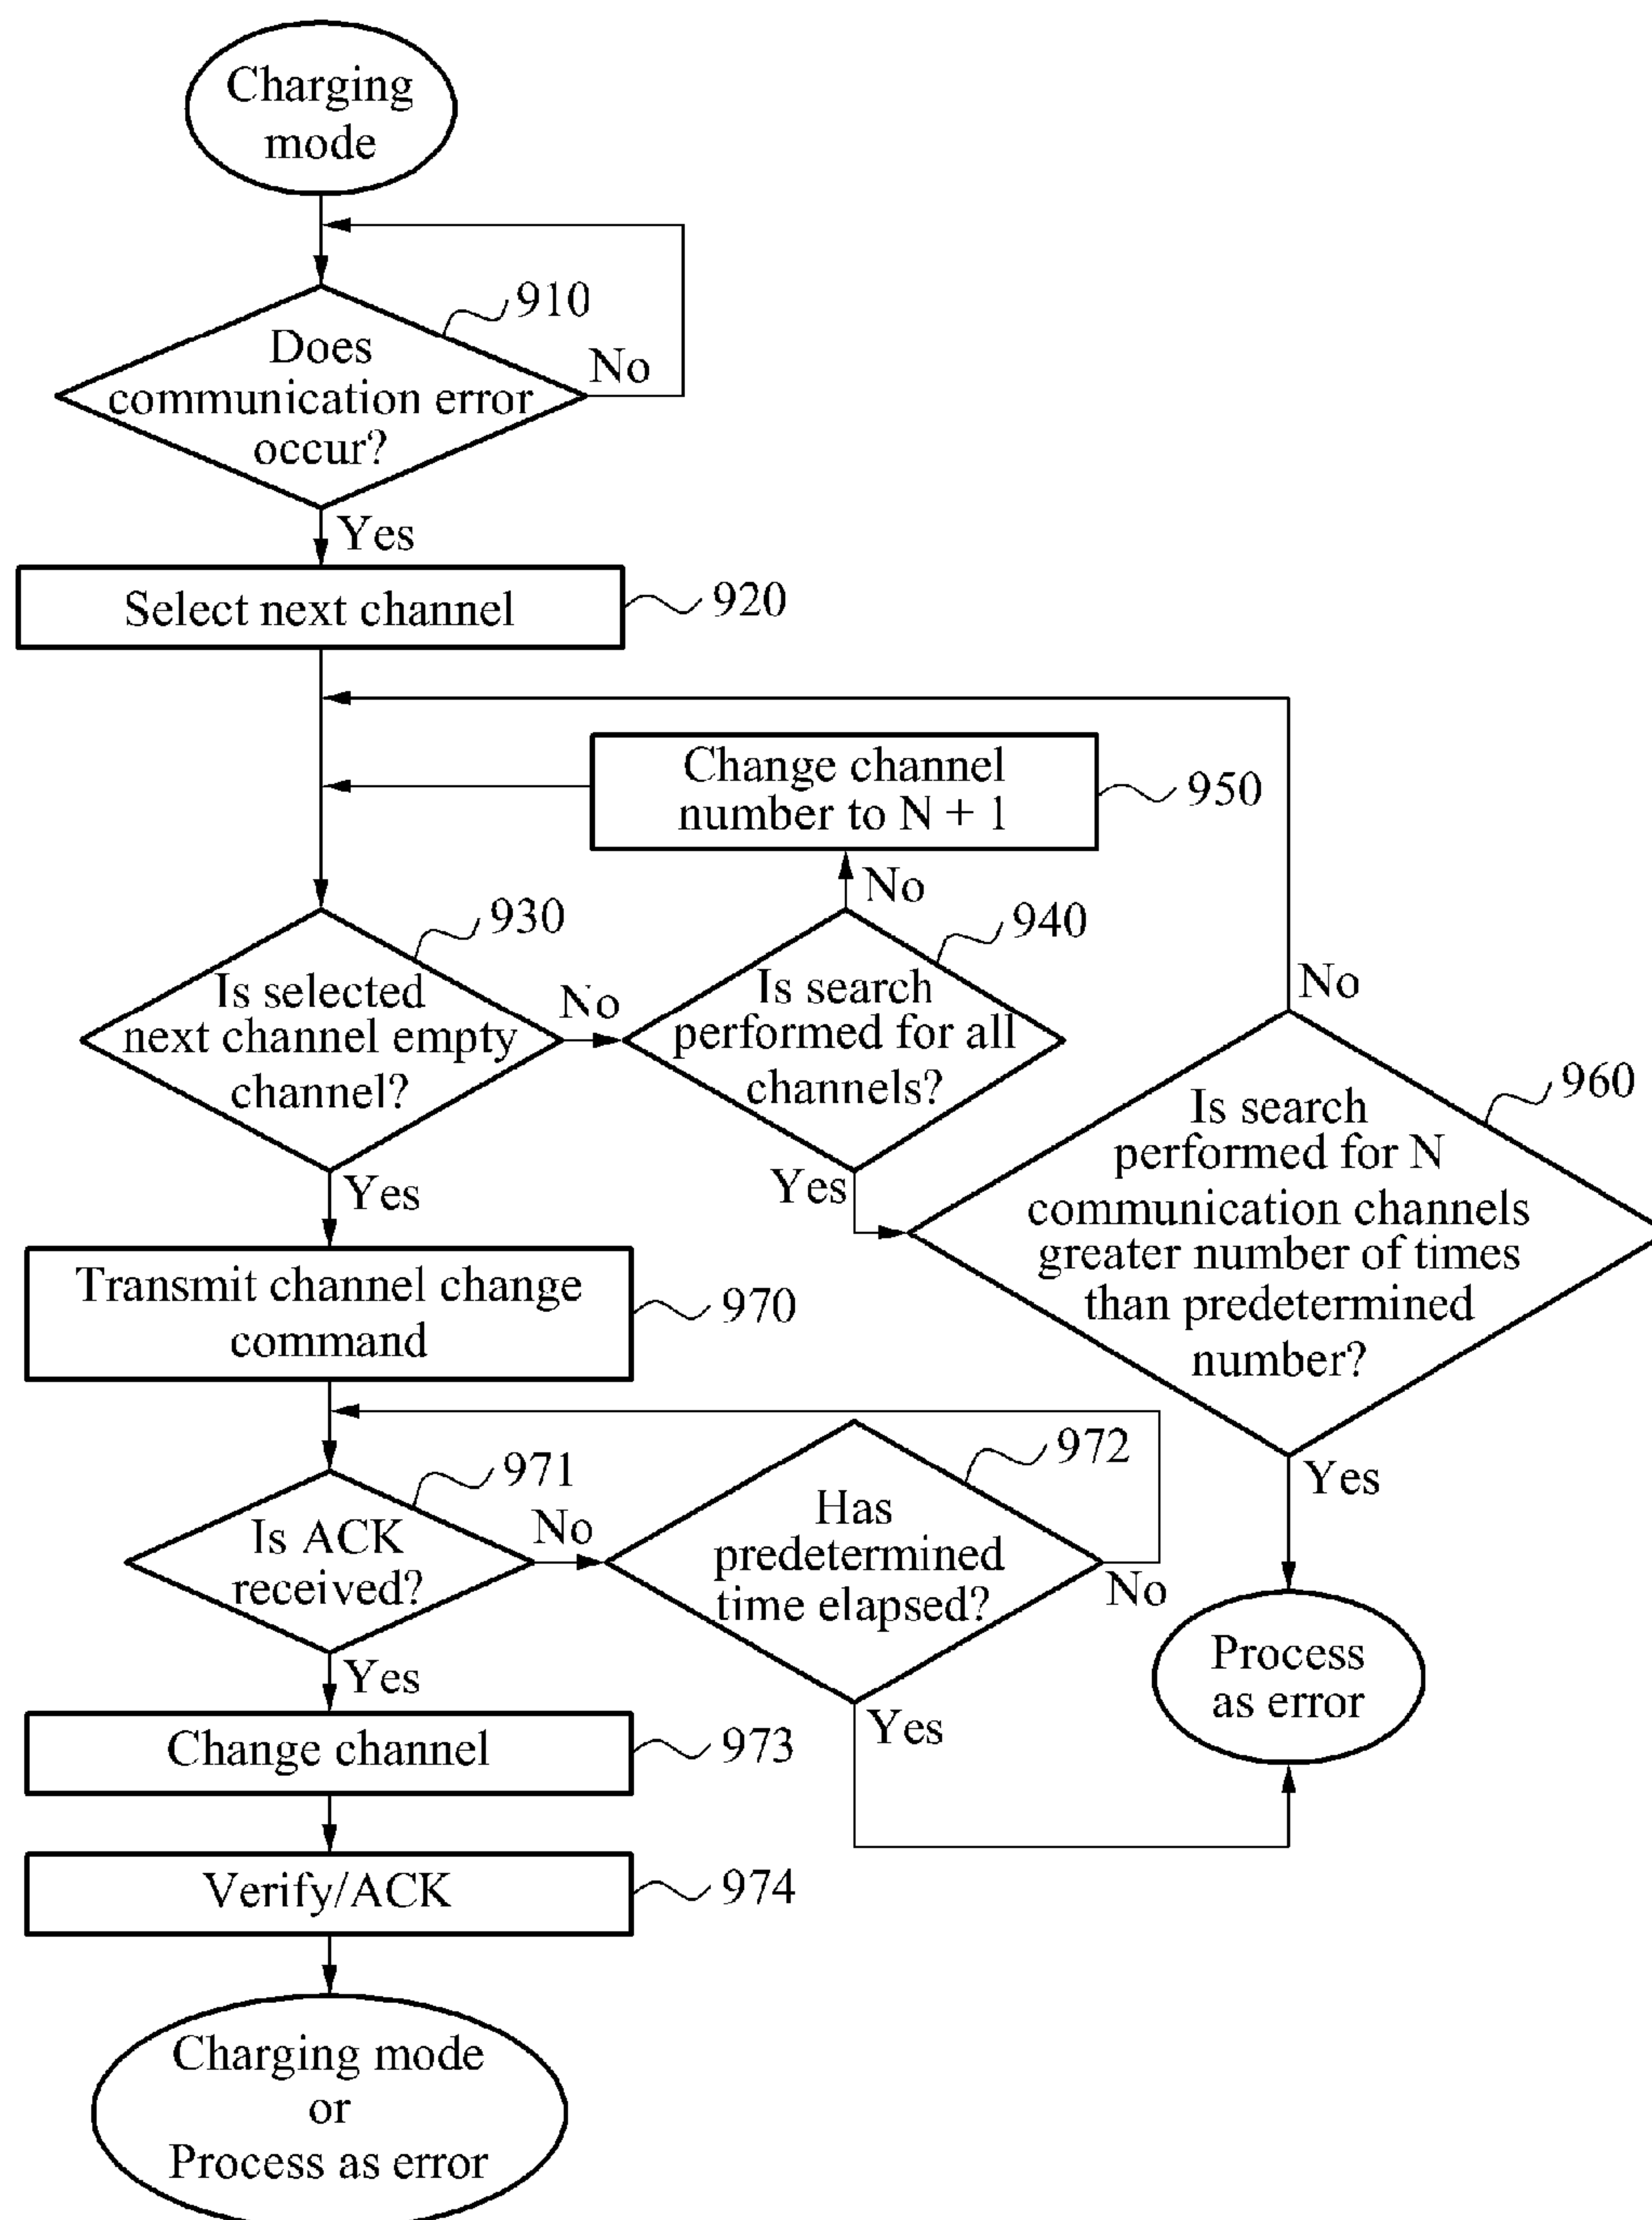 Charging
mode
910
Does
communication error
occur?
No
Yes
Select next channel
920
Change channel
number to N + 1
950
No
930
Is selected
next channel empty
channel?
No
940
Is search
performed for all
channels?
Yes
No
960
Is search
performed for N
communication channels
greater number of times
than predetermined
number?
Yes
Yes
Transmit channel change
command
970
971
Is ACK
received?
No
972
Has
predetermined
time elapsed?
No
Yes
Process
as error
Yes
Change channel
973
Verify/ACK
974
Charging mode
or
Process as error